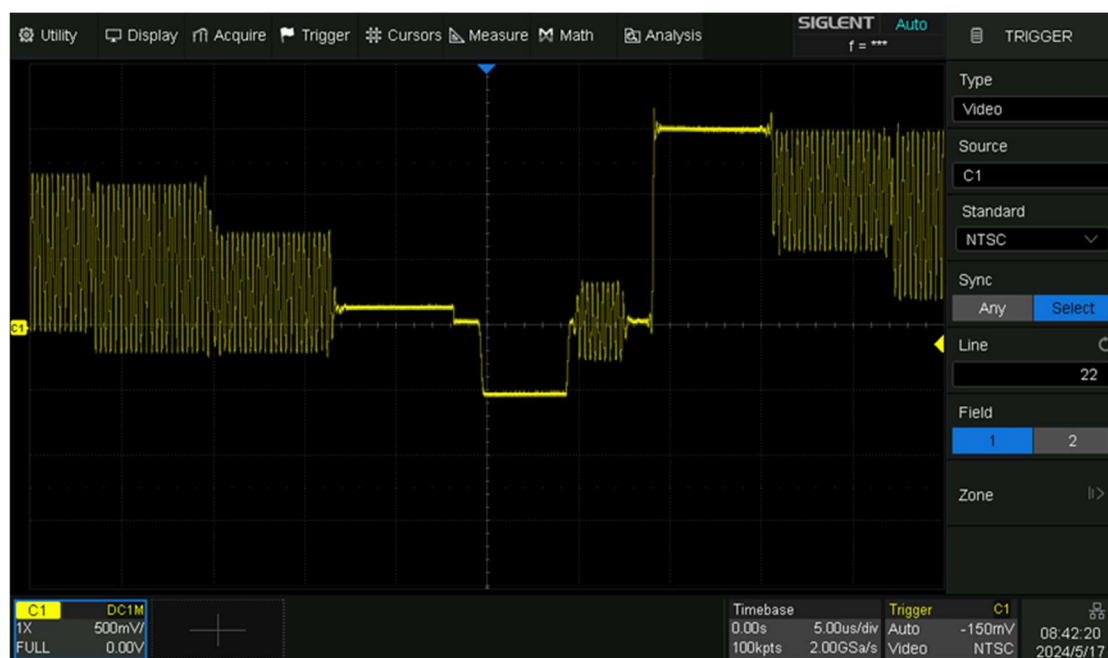 Utility Display Acquire Trigger Cursors Measure Math Analysis
SIGLENT Auto
f = ***
TRIGGER
Type
Video
Source
C1
Standard
NTSC
Sync
Any Select
Line
22
Field
1 2
Zone
C1
C1 DC1M
1X 500mV/
FULL 0.00V
Timebase
0.00s 5.00us/div
100kpts 2.00GSa/s
Trigger C1
Auto -150mV
Video NTSC
08:42:20
2024/5/17